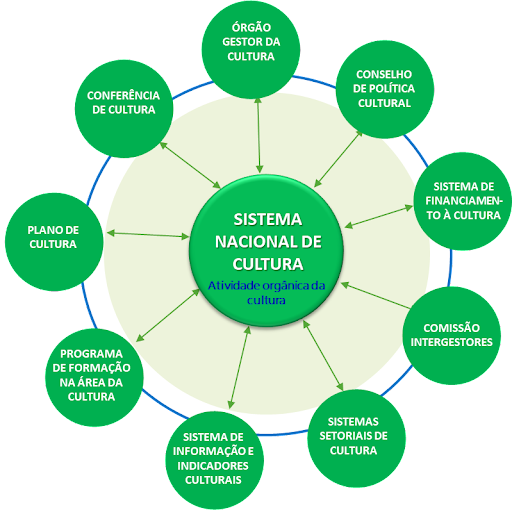 ÓRGÃO
GESTOR DA
CULTURA
CONSELHO
DE POLÍTICA
CULTURAL
SISTEMA DE
FINANCIAMEN-
TO À CULTURA
COMISSÃO
INTERGESTORES
SISTEMAS
SETORIAIS DE
CULTURA
SISTEMA DE
INFORMAÇÃO E
INDICADORES
CULTURAIS
PROGRAMA
DE FORMAÇÃO
NA ÁREA DA
CULTURA
PLANO DE
CULTURA
CONFERÊNCIA
DE CULTURA
SISTEMA
NACIONAL DE
CULTURA
Atividade orgânica da
cultura